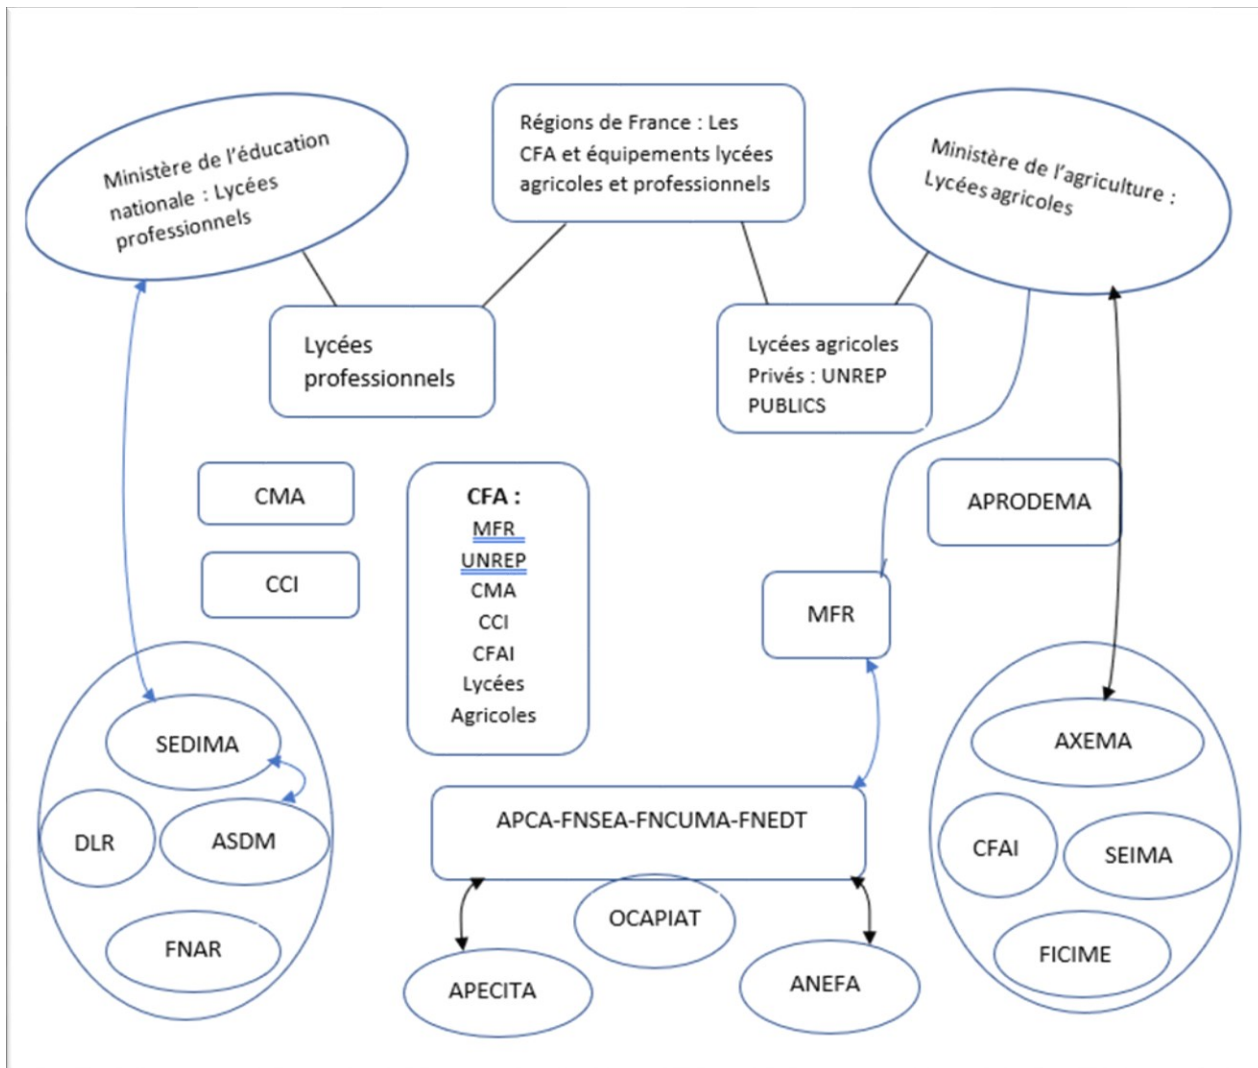 Ministère de l'éducation
nationale : Lycées
professionnels
Régions de France : Les
CFA et équipements lycées
agricoles et professionnels
Ministère de l'agriculture :
Lycées agricoles
Lycées
professionnels
Lycées agricoles
Privés : UNREP
PUBLICS
CMA
CCI
CFA :
MFR
UNREP
CMA
CCI
CFAI
Lycées
Agricoles
APRODEMA
MFR
SEDIMA
DLR
ASDM
FNAR
APCA-FNSEA-FNCUMA-FNEDT
OCAPIAT
APECITA
ANEFA
AXEMA
CFAI
SEIMA
FICIME